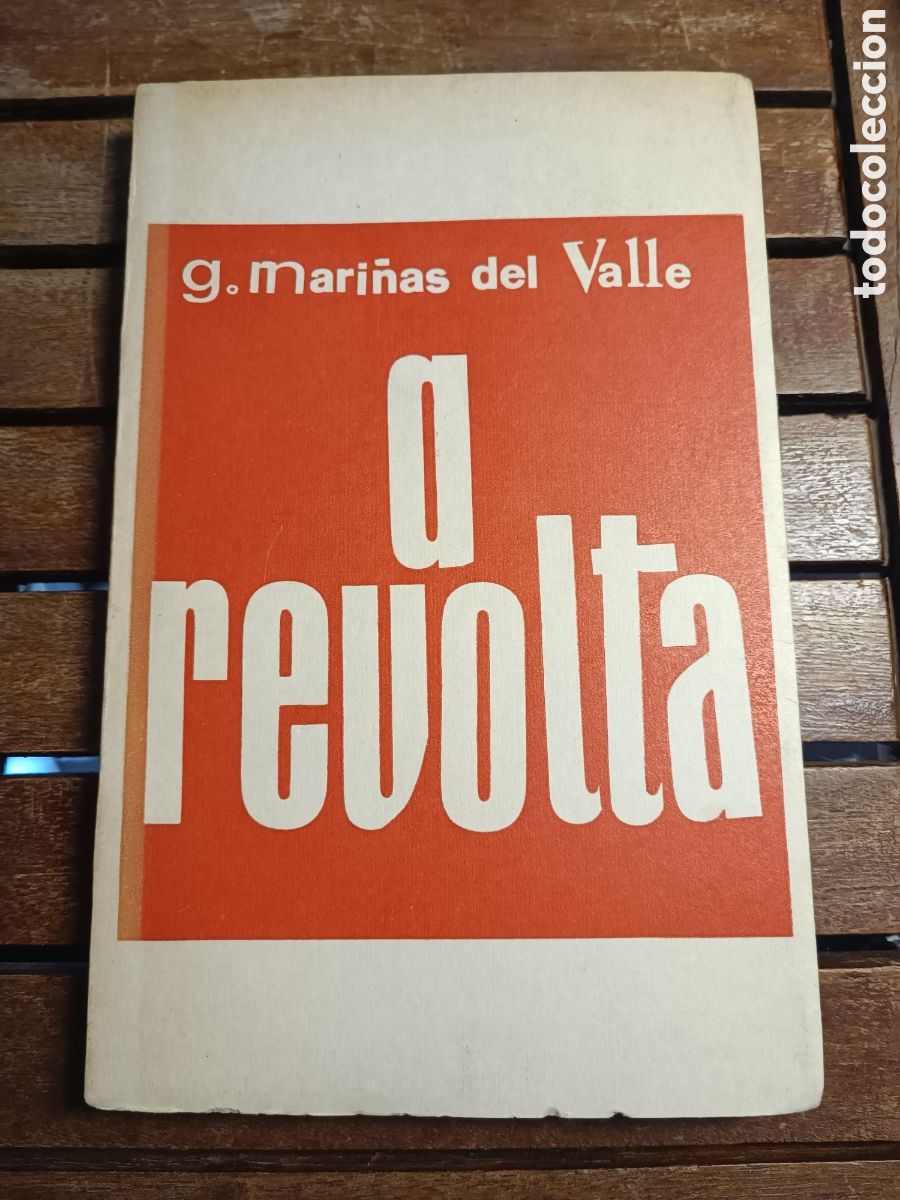 g. mariñas del Valle
a
revolta
todocoleccion